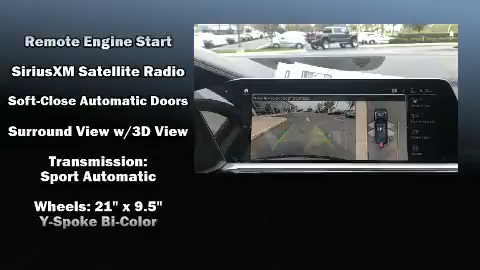 Remote Engine Start
SiriusXM Satellite Radio
Soft-Close Automatic Doors
Surround View w/3D View
Transmission:
Sport Automatic
Wheels: 21" x 9.5"
Y-Spoke Bi-Color